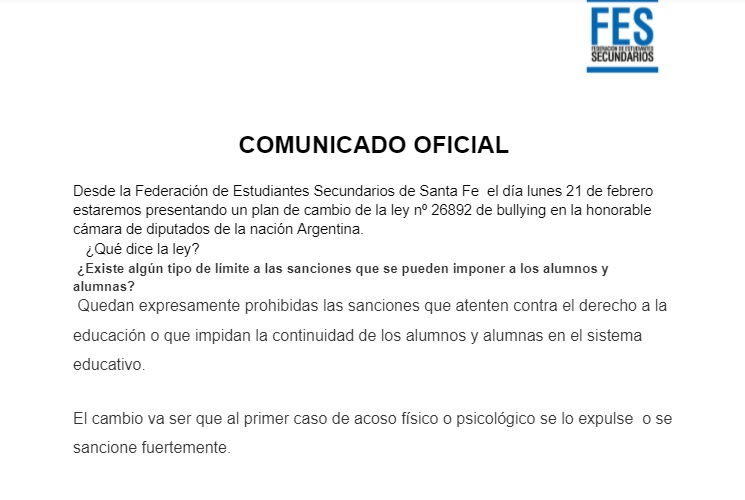 FES
FEDERACION DE ESTUDIANTES
SECUNDARIOS
COMUNICADO OFICIAL
Desde la Federación de Estudiantes Secundarios de Santa Fe  el día lunes 21 de febrero
estaremos presentando un plan de cambio de la ley nº 26892 de bullying en la honorable
cámara de diputados de la nación Argentina.
¿Qué dice la ley?
¿Existe algún tipo de límite a las sanciones que se pueden imponer a los alumnos y
alumnas?
Quedan expresamente prohibidas las sanciones que atenten contra el derecho a la
educación o que impidan la continuidad de los alumnos y alumnas en el sistema
educativo.
El cambio va ser que al primer caso de acoso físico o psicológico se lo expulse  o se
sancione fuertemente.